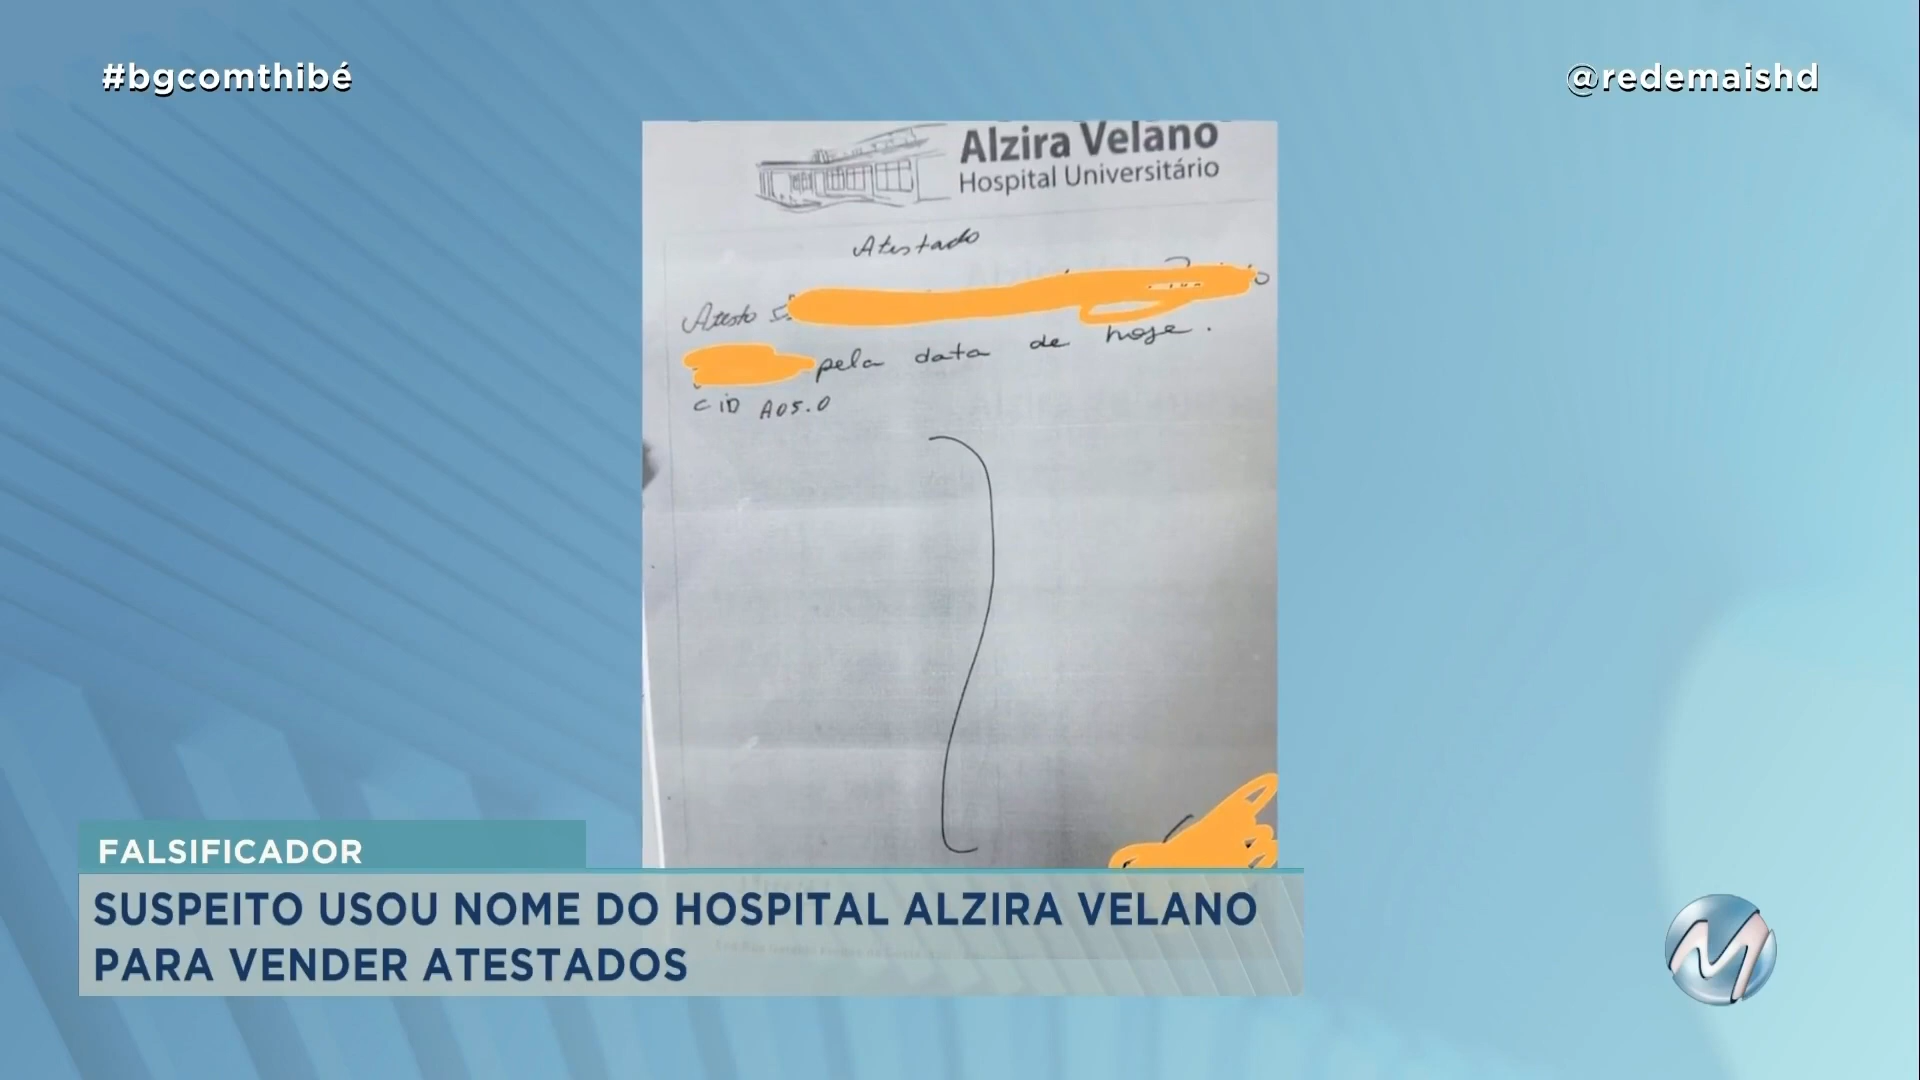 #bgcomthibé
@redemaishd
Alzira Velano
Hospital Universitário
Atestado
Atesto
pela data de hoje.
CID A05.0
FALSIFICADOR
SUSPEITO USOU NOME DO HOSPITAL ALZIRA VELANO
PARA VENDER ATESTADOS